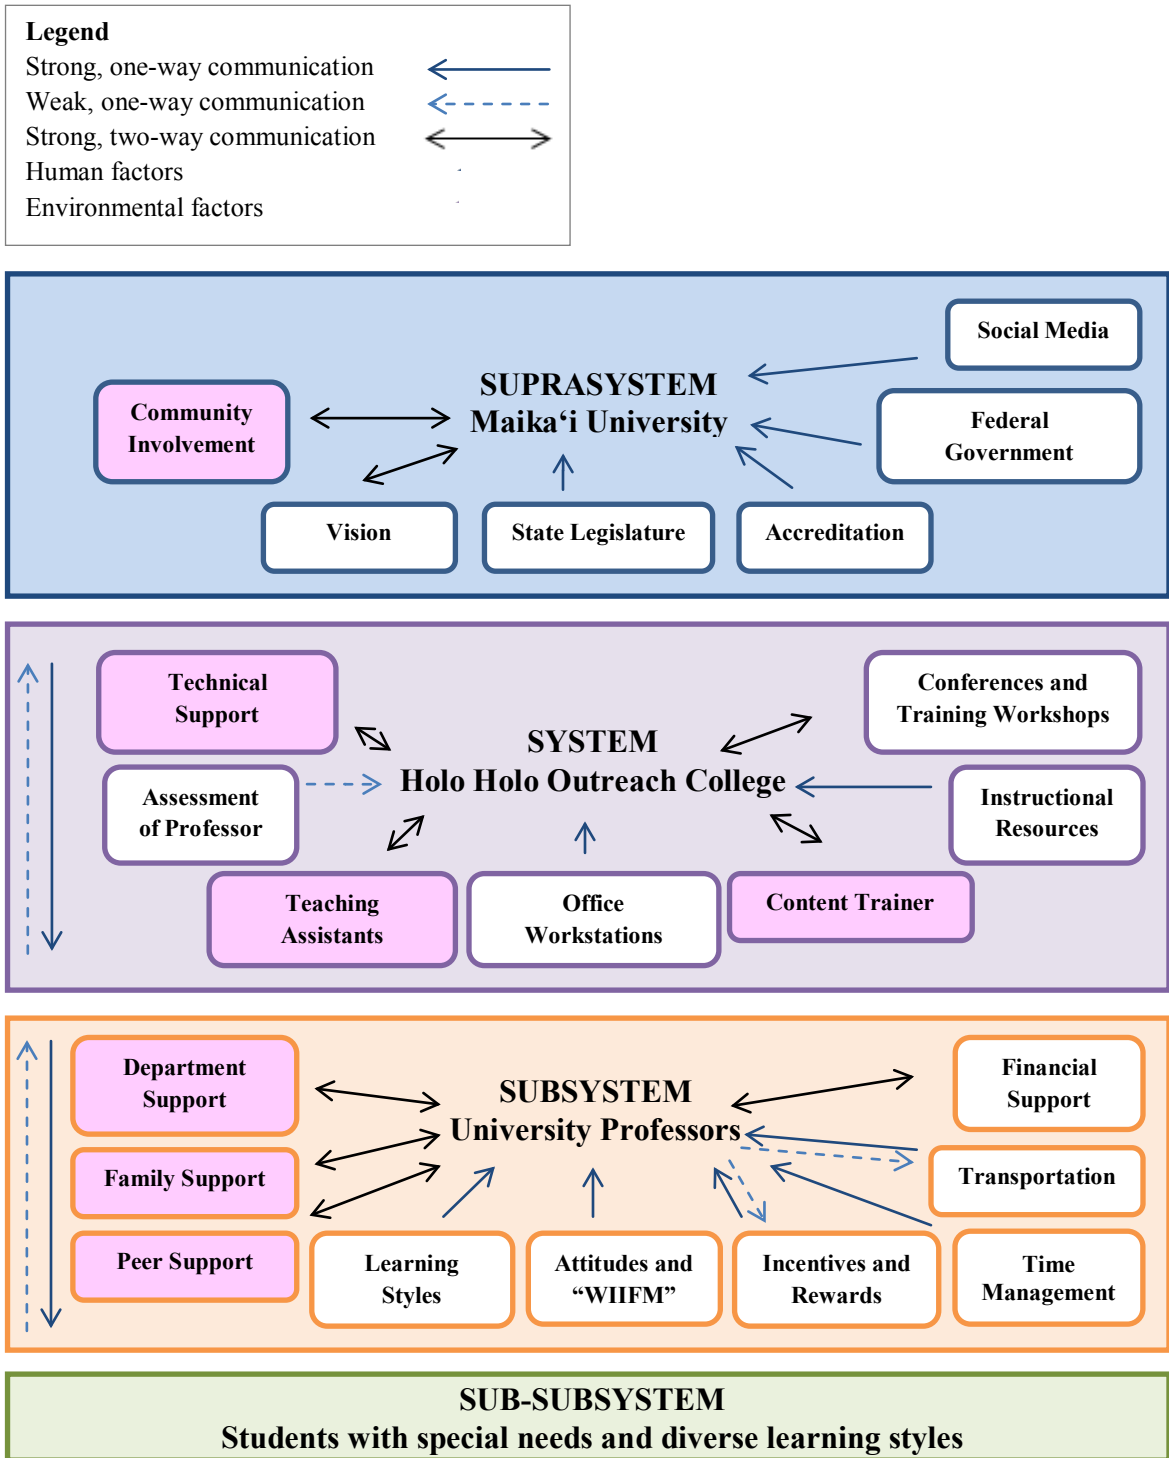 Legend
Strong, one-way communication
Weak, one-way communication
Strong, two-way communication
Human factors
Environmental factors
Social Media
SUPRASYSTEM
Maika‘i University
Community
Involvement
Federal
Government
Vision
State Legislature
Accreditation
Technical
Support
Conferences and
Training Workshops
SYSTEM
Holo Holo Outreach College
Assessment
of Professor
Instructional
Resources
Teaching
Assistants
Office
Workstations
Content Trainer
Department
Support
Financial
Support
SUBSYSTEM
University Professors
Family Support
Transportation
Peer Support
Learning
Styles
Attitudes and
“WIIFM”
Incentives and
Rewards
Time
Management
SUB-SUBSYSTEM
Students with special needs and diverse learning styles